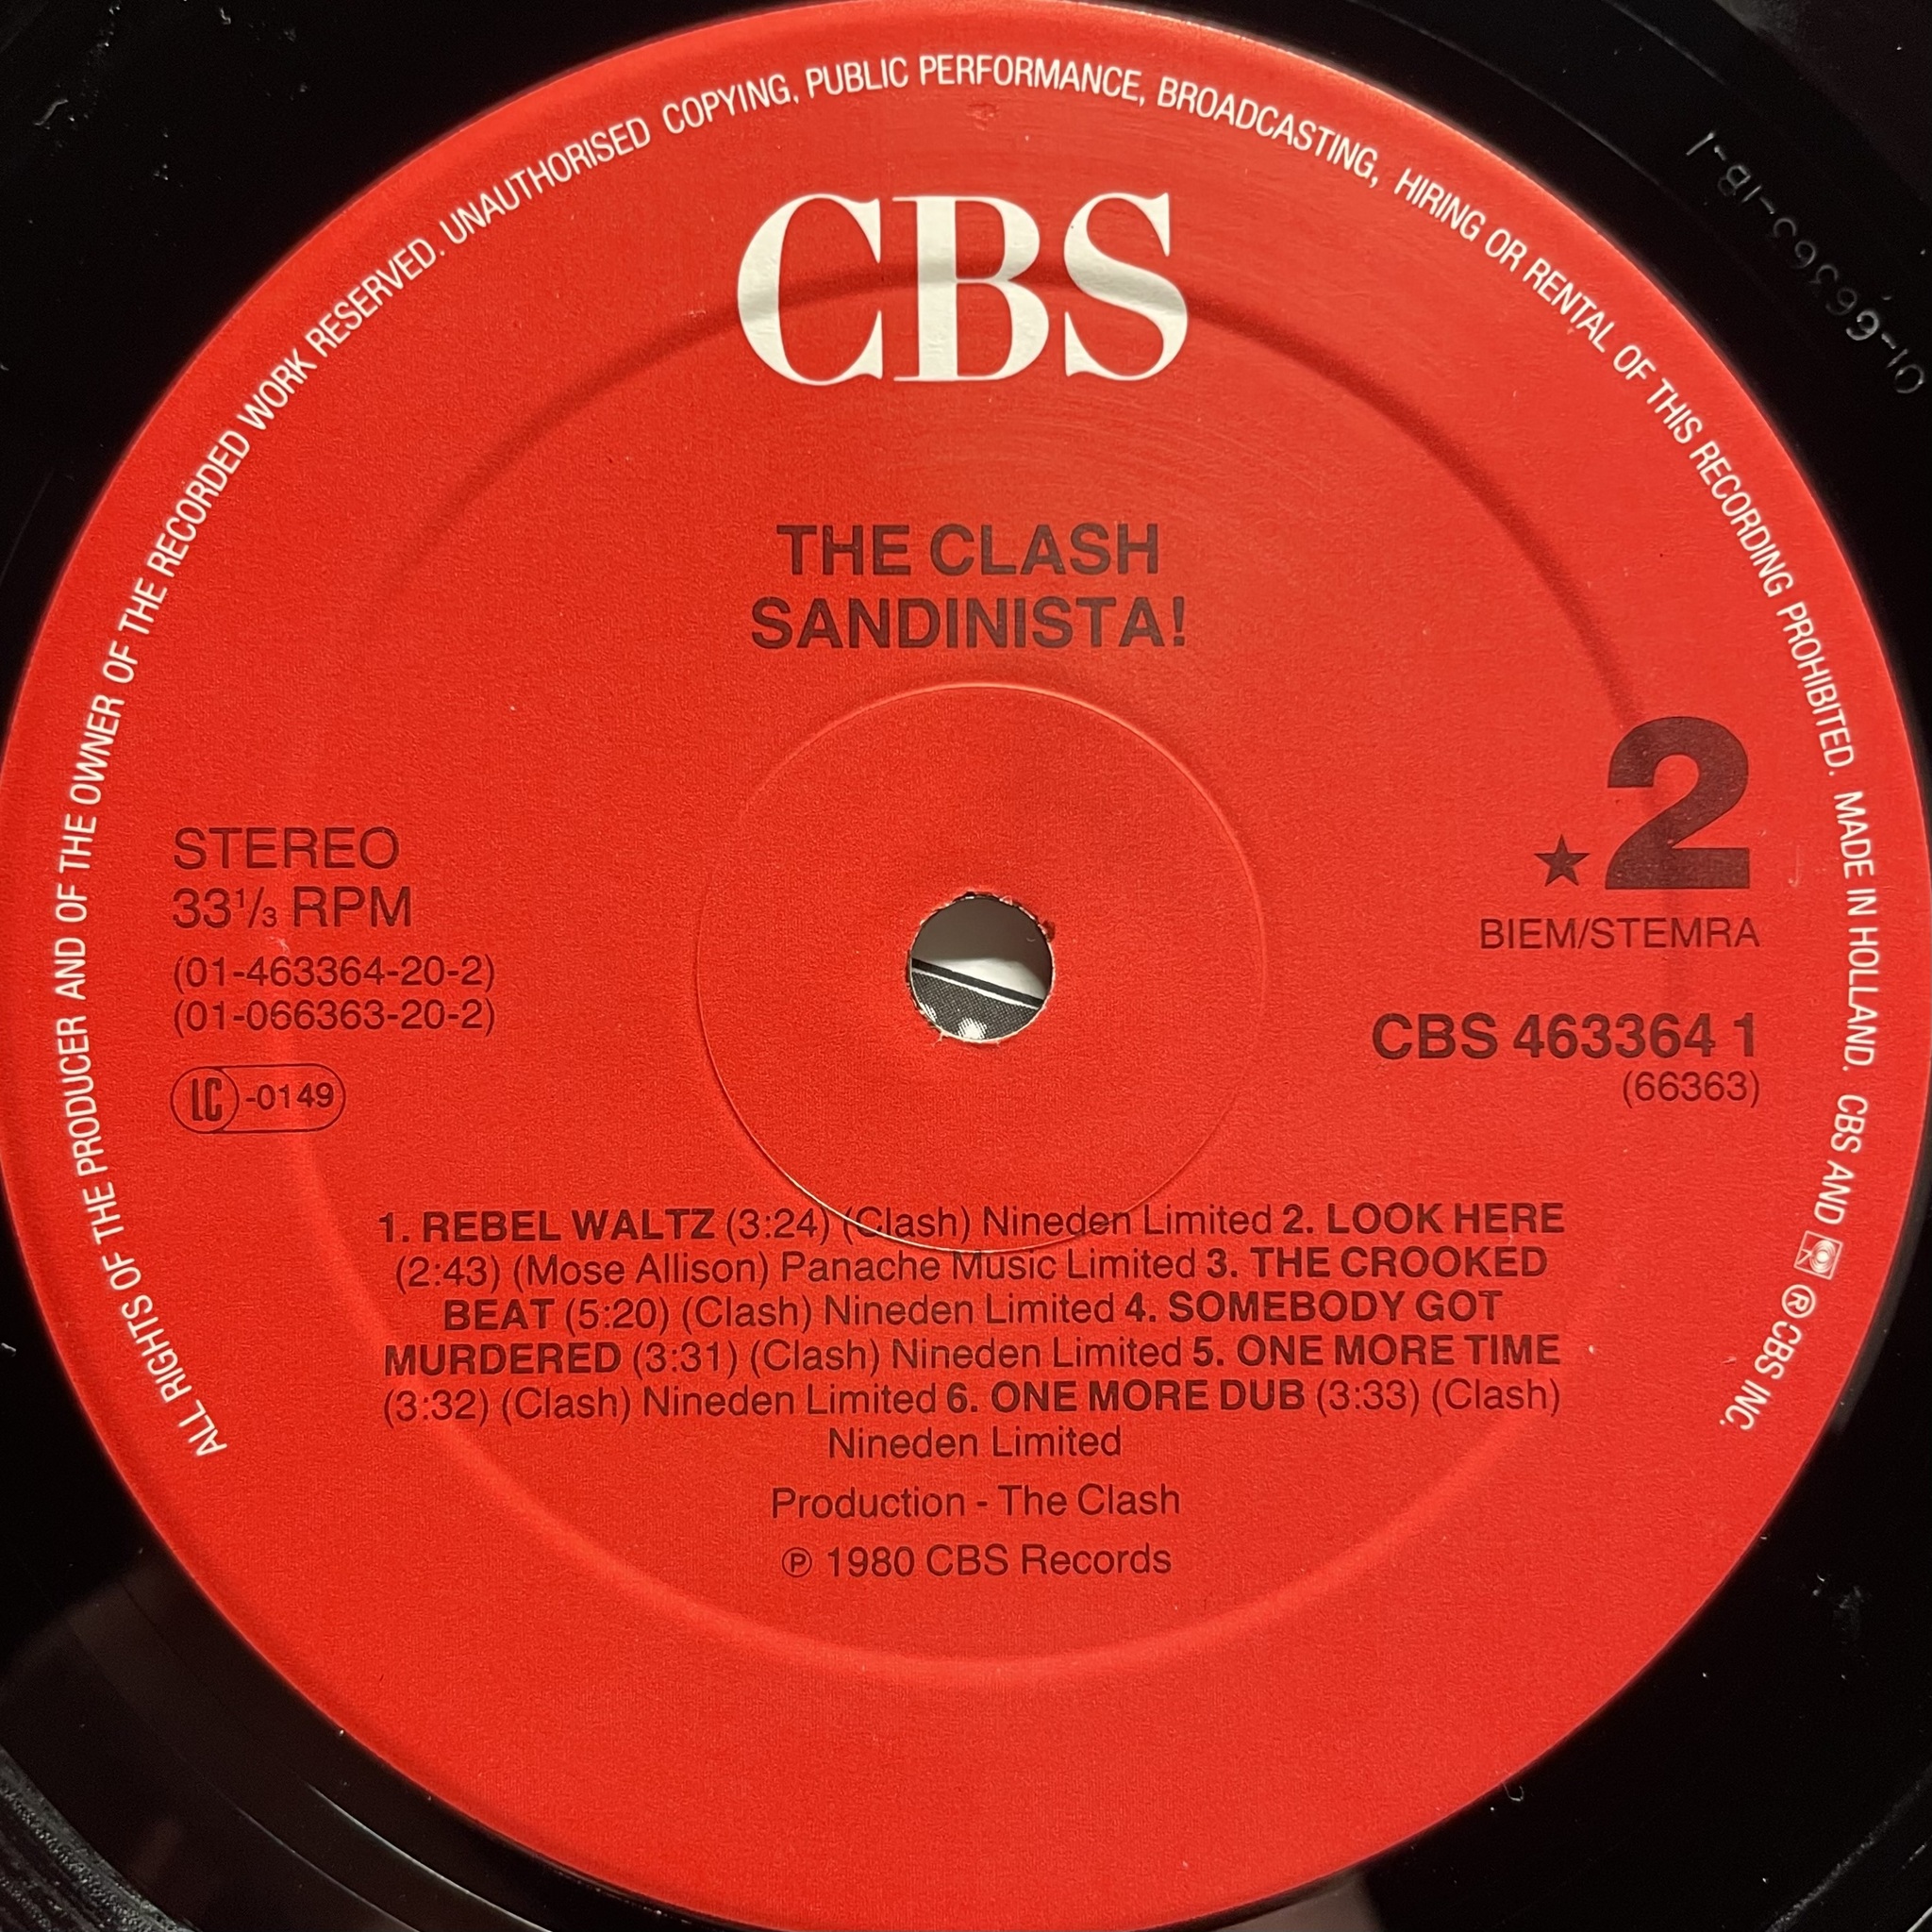 ALL RIGHTS OF THE PRODUCER AND OF THE OWNER OF THE RECORDED WORK RESERVED. UNAUTHORISED COPYING, PUBLIC PERFORMANCE, BROADCASTING, HIRING OR RENTAL OF THIS RECORDING PROHIBITED. MADE IN HOLLAND. CBS AND ® CBS INC.
CBS
THE CLASH
SANDINISTA!
STEREO
33 1/3 RPM
(01-463364-20-2)
(01-066363-20-2)
LC -0149
★2
BIEM/STEMRA
CBS 463364 1
(66363)
1. REBEL WALTZ (3:24) (Clash) Nineden Limited 2. LOOK HERE
(2:43) (Mose Allison) Panache Music Limited 3. THE CROOKED
BEAT (5:20) (Clash) Nineden Limited 4. SOMEBODY GOT
MURDERED (3:31) (Clash) Nineden Limited 5. ONE MORE TIME
(3:32) (Clash) Nineden Limited 6. ONE MORE DUB (3:33) (Clash)
Nineden Limited
Production - The Clash
℗ 1980 CBS Records